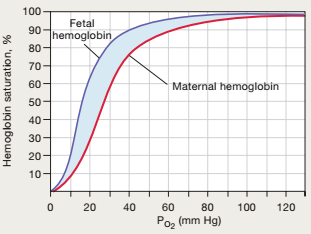 100
90
80
70
60
50
40
30
20
10
Hemoglobin saturation, %
Fetal
hemoglobin
Maternal hemoglobin
0 20 40 60 80 100 120
PO2 (mm Hg)